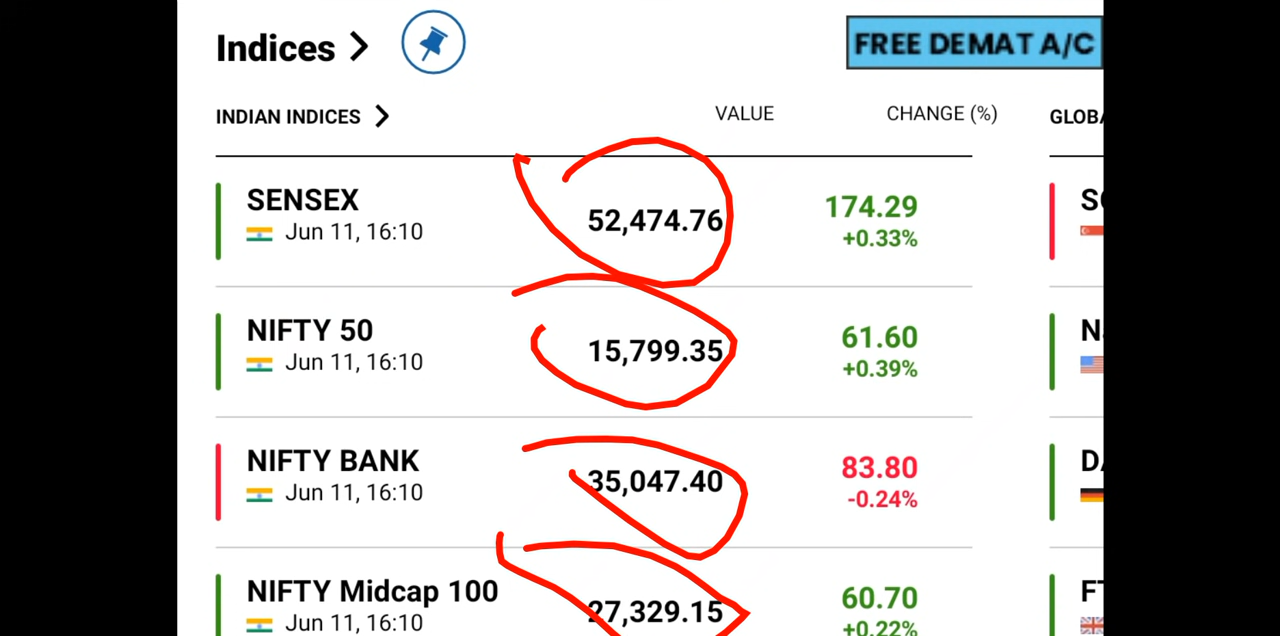 Indices
FREE DEMAT A/C
INDIAN INDICES VALUE CHANGE (%)
SENSEX 52,474.76 174.29
Jun 11, 16:10 +0.33%
NIFTY 50 15,799.35 61.60
Jun 11, 16:10 +0.39%
NIFTY BANK 35,047.40 83.80
Jun 11, 16:10 -0.24%
NIFTY Midcap 100 27,329.15 60.70
Jun 11, 16:10 +0.22%